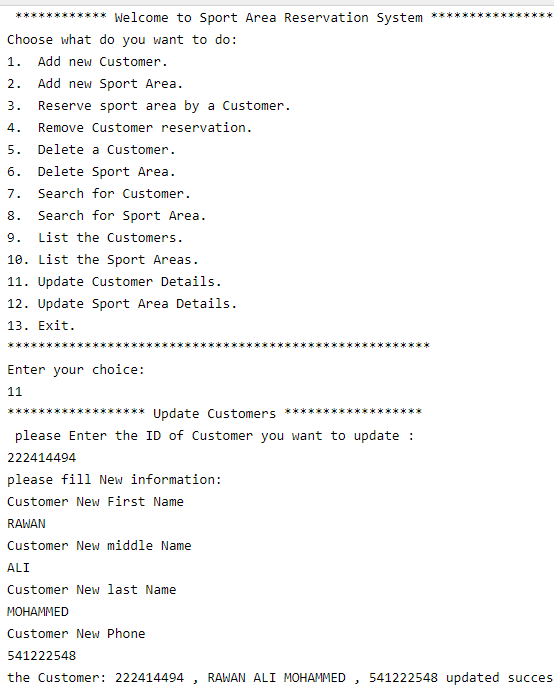 ************ Welcome to Sport Area Reservation System ****************
Choose what do you want to do:
1. Add new Customer.
2. Add new Sport Area.
3. Reserve sport area by a Customer.
4. Remove Customer reservation.
5. Delete a Customer.
6. Delete Sport Area.
7. Search for Customer.
8. Search for Sport Area.
9. List the Customers.
10. List the Sport Areas.
11. Update Customer Details.
12. Update Sport Area Details.
13. Exit.
*******************************************************
Enter your choice:
11
****************** Update Customers ******************
please Enter the ID of Customer you want to update :
222414494
please fill New information:
Customer New First Name
RAWAN
Customer New middle Name
ALI
Customer New last Name
MOHAMMED
Customer New Phone
541222548
the Customer: 222414494 , RAWAN ALI MOHAMMED , 541222548 updated succes